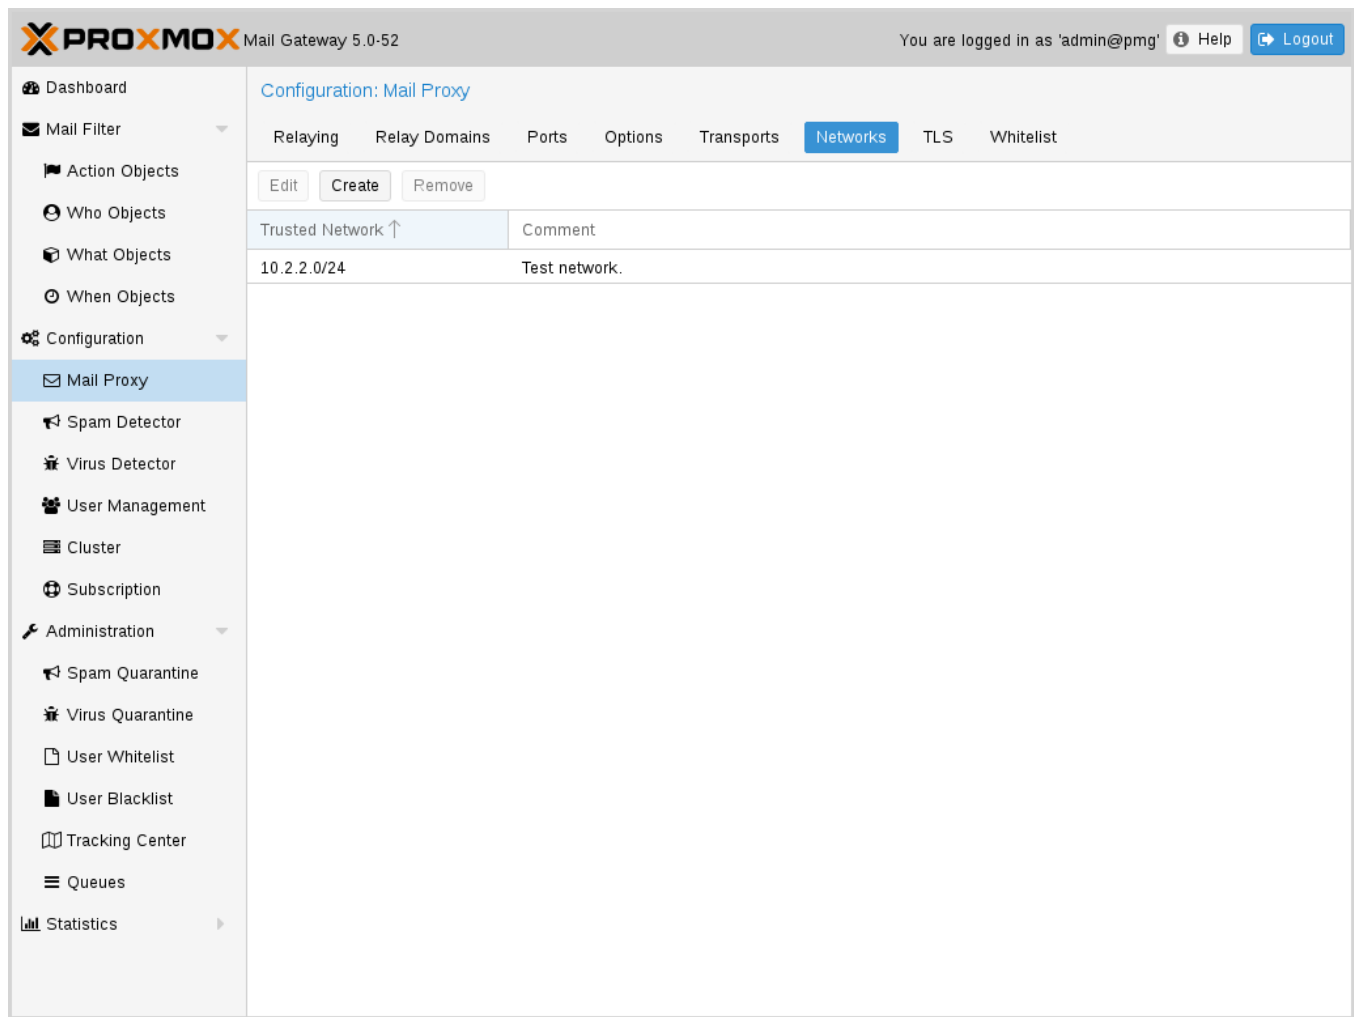 PROXMOX Mail Gateway 5.0-52 You are logged in as 'admin@pmg' Help Logout
Dashboard
Mail Filter
Action Objects
Who Objects
What Objects
When Objects
Configuration
Mail Proxy
Spam Detector
Virus Detector
User Management
Cluster
Subscription
Administration
Spam Quarantine
Virus Quarantine
User Whitelist
User Blacklist
Tracking Center
Queues
Statistics
Configuration: Mail Proxy
Relaying Relay Domains Ports Options Transports Networks TLS Whitelist
Edit Create Remove
Trusted Network Comment
10.2.2.0/24 Test network.